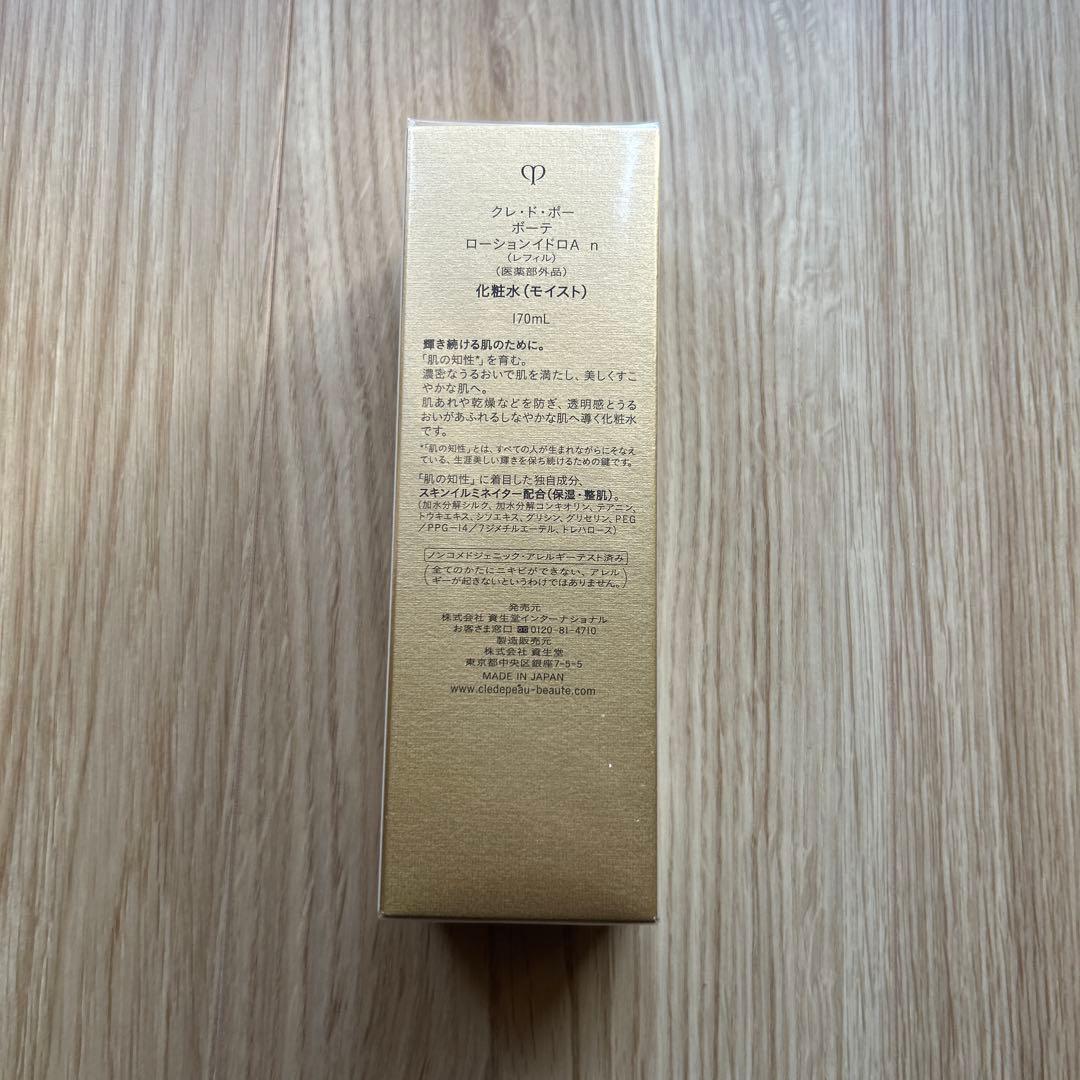 クレ・ド・ポー
ボーテ
ローションイドロA n
(レフィル)
(医薬部外品)
化粧水(モイスト)
170mL
輝き続ける肌のために。
「肌の知性*」を育む。
濃密なうるおいで肌を満たし、美しくすこ
やかな肌へ。
肌あれや乾燥などを防ぎ、透明感とうる
おいがあふれるしなやかな肌へ導く化粧水
です。
*「肌の知性」とは、すべての人が生まれながらにそなえ
ている、生涯美しい輝きを保ち続けるための鍵です。
「肌の知性」に着目した独自成分、
スキンイルミネイター配合(保湿・整肌)。
(加水分解シルク、加水分解コンキオリン、テアニン、
トウキエキス、シソエキス、グリシン、グリセリン、PEG
/PPG-14/7ジメチルエーテル、トレハロース)
ノンコメドジェニック・アレルギーテスト済み
(全てのかたにニキビができない、アレル
ギーが起きないというわけではありません。)
発売元
株式会社 資生堂インターナショナル
お客さま窓口 0120-81-4710
製造販売元
株式会社 資生堂
東京都中央区銀座7-5-5
MADE IN JAPAN
www.cledepeau-beaute.com